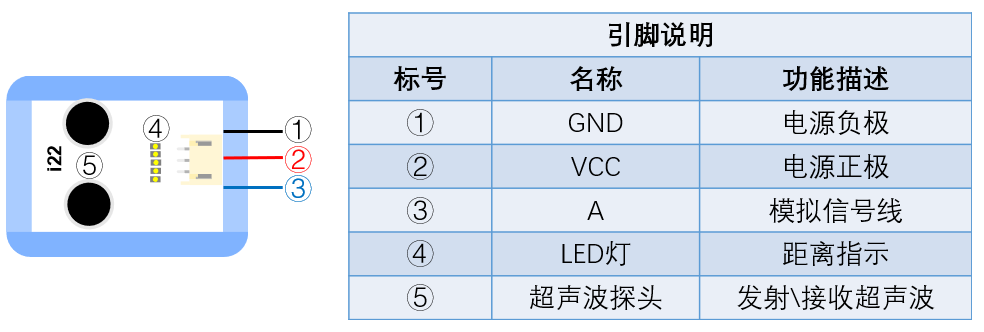 i22
④
⑤
①
②
③
引脚说明
标号 名称 功能描述
① GND 电源负极
② VCC 电源正极
③ A 模拟信号线
④ LED灯 距离指示
⑤ 超声波探头 发射\接收超声波